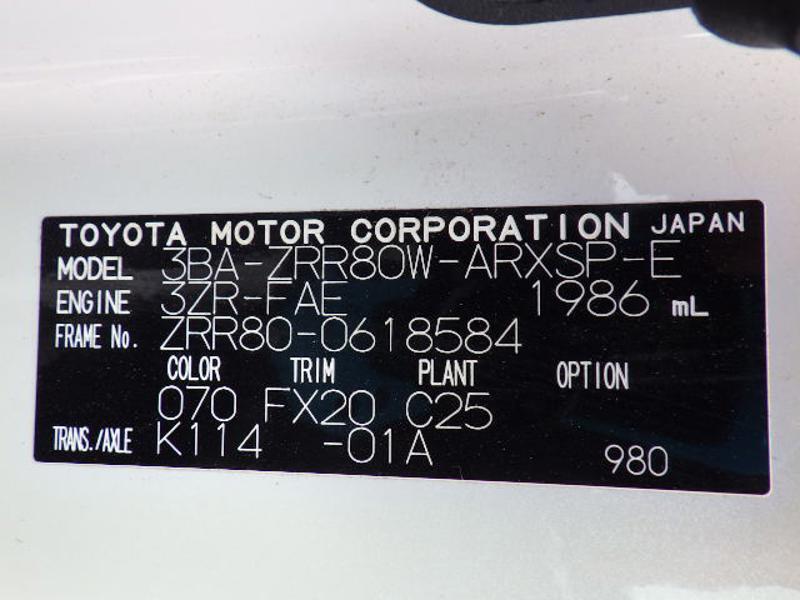 TOYOTA MOTOR CORPORATION JAPAN
MODEL 3BA-ZRR80W-ARXSP-E
ENGINE 3ZR-FAE 1986 mL
FRAME No. ZRR80-0618584
COLOR TRIM PLANT OPTION
070 FX20 C25
TRANS./AXLE K114 -01A 980